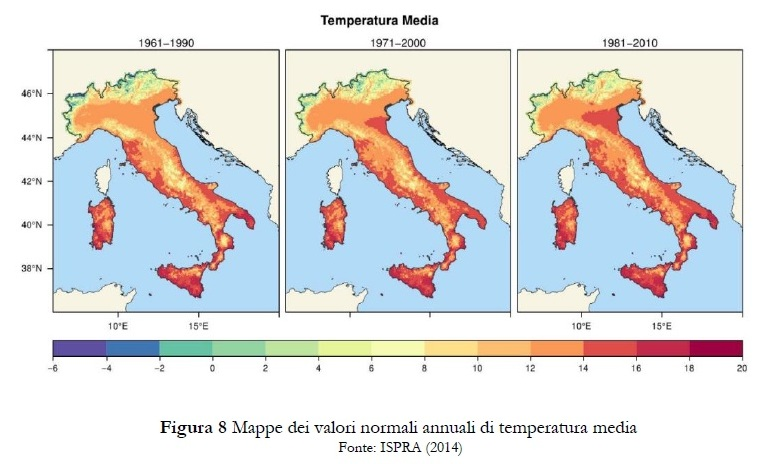 Temperatura Media
1961−1990
1971−2000
1981−2010
46°N
44°N
42°N
40°N
38°N
10°E 15°E 10°E 15°E
−6 −4 −2 0 2 4 6 8 10 12 14 16 18 20
Figura 8 Mappe dei valori normali annuali di temperatura media
Fonte: ISPRA (2014)